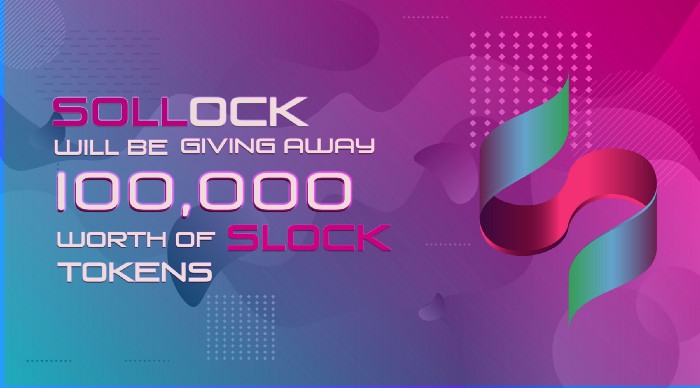 SOLLOCK
WILL BE GIVING AWAY
100,000
WORTH OF SLOCK
TOKENS